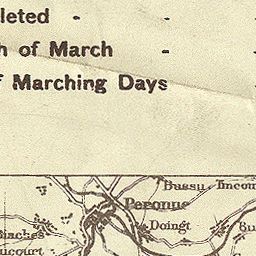 leted - -
h of March -
f Marching Days
Bussu
Peronne
Doingt